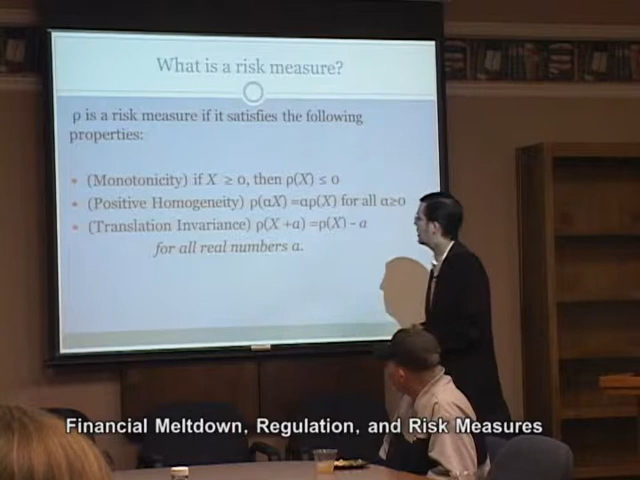 What is a risk measure?
ρ is a risk measure if it satisfies the following
properties:
(Monotonicity) if X ≥ 0, then ρ(X) ≤ 0
(Positive Homogeneity) ρ(αX) =αρ(X) for all α≥0
(Translation Invariance) ρ(X +a) =ρ(X) – a
for all real numbers a.
Financial Meltdown, Regulation, and Risk Measures